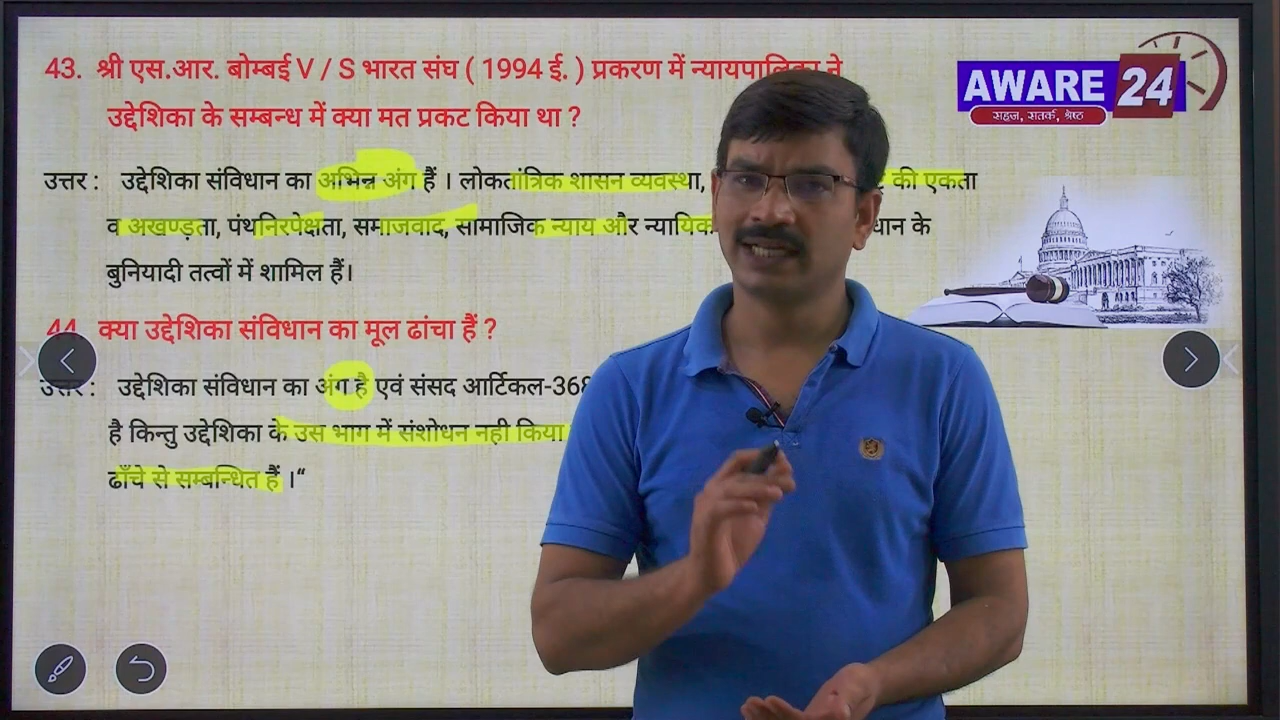 43. श्री एस.आर. बोम्बई V / S भारत संघ ( 1994 ई. ) प्रकरण में न्यायपालिका ने
उद्देशिका के सम्बन्ध में क्या मत प्रकट किया था ?
AWARE 24
सहज, सतर्क, श्रेष्ठ
उत्तर : उद्देशिका संविधान का अभिन्न अंग हैं । लोकतांत्रिक शासन व्यवस्था, की एकता
व अखण्ड़ता, पंथनिरपेक्षता, समाजवाद, सामाजिक न्याय और न्यायिक के
बुनियादी तत्वों में शामिल हैं।
44. क्या उद्देशिका संविधान का मूल ढांचा हैं ?
उत्तर : उद्देशिका संविधान का अंग है एवं संसद आर्टिकल-368
है किन्तु उद्देशिका के उस भाग में संशोधन नही किया
ढाँचे से सम्बन्धित हैं ।“